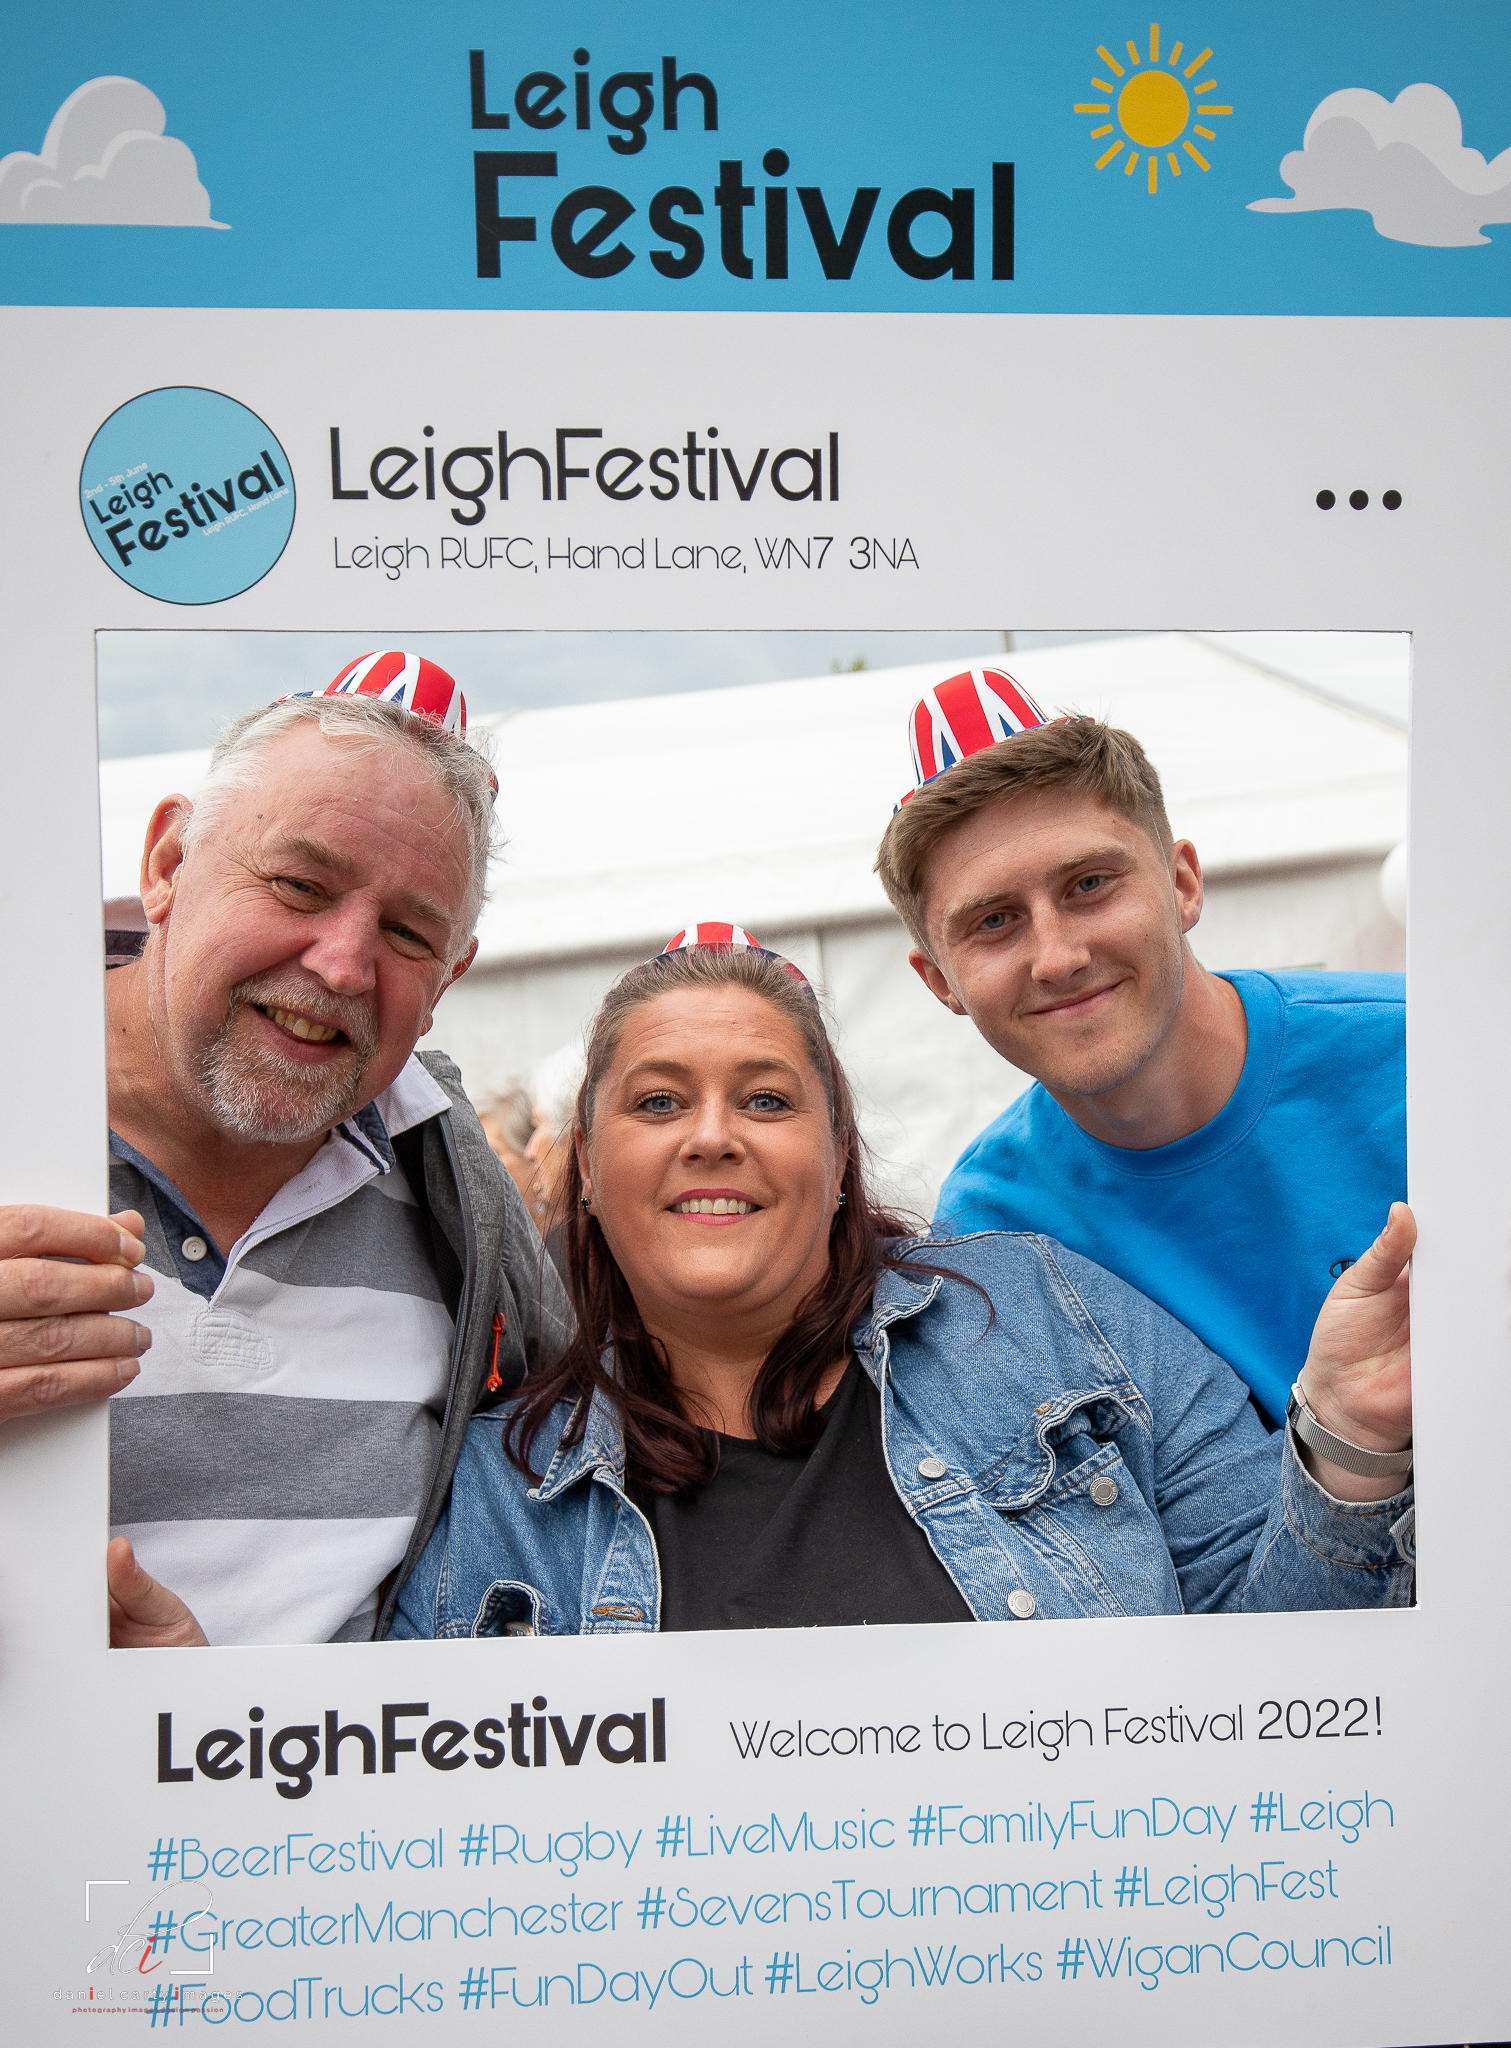 Leigh
Festival
2nd - 5th June
Leigh
Festival
Leigh RUFC, Hand Lane
LeighFestival
Leigh RUFC, Hand Lane, WN7 3NA
LeighFestival Welcome to Leigh Festival 2022!
#BeerFestival #Rugby #LiveMusic #FamilyFunDay #Leigh
#GreaterManchester #SevensTournament #LeighFest
#FoodTrucks #FunDayOut #LeighWorks #WiganCouncil
dci
daniel carty images
photography
passion